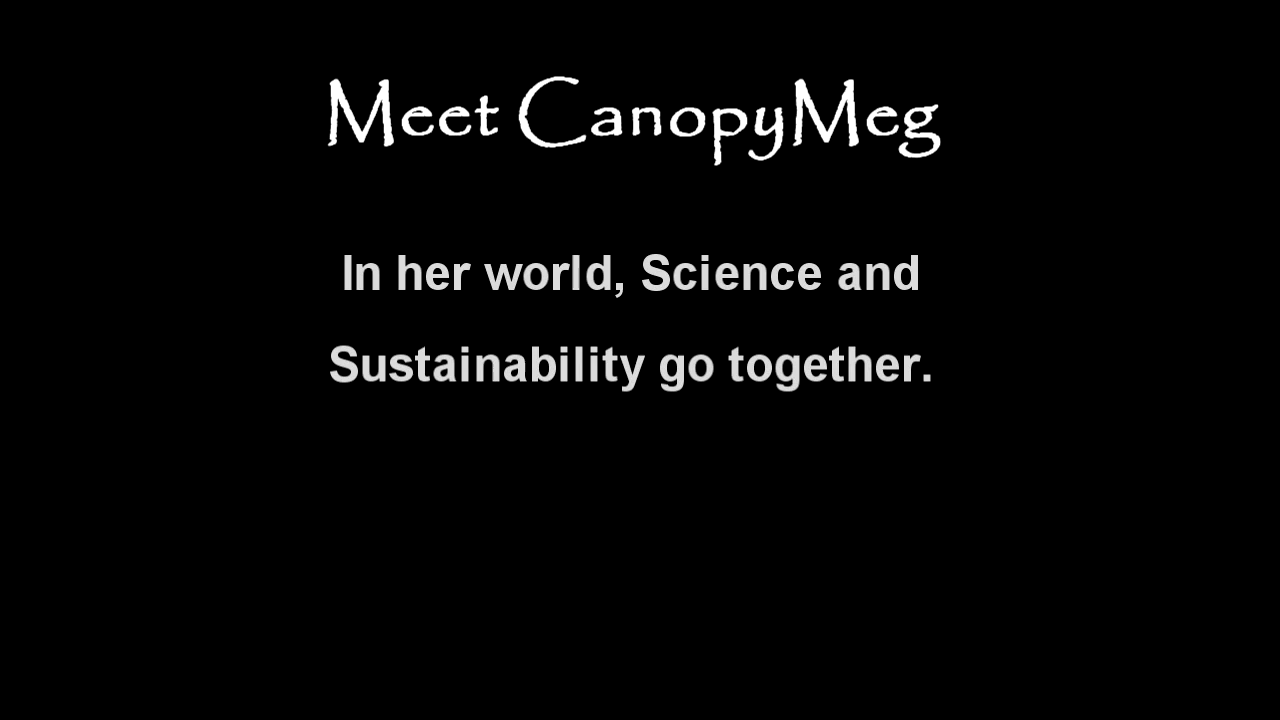 Meet CanopyMeg
In her world, Science and
Sustainability go together.